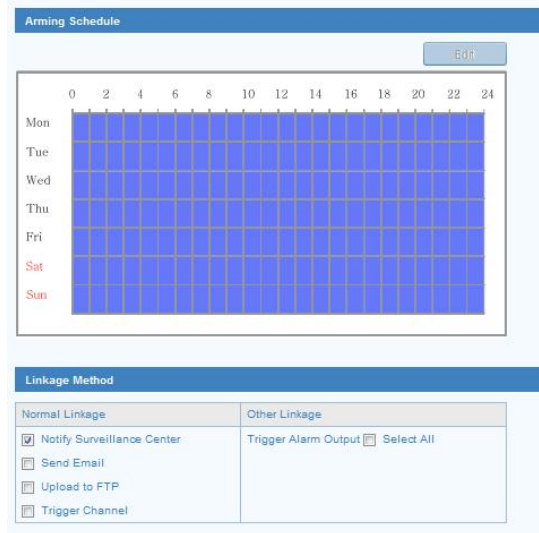 Arming Schedule
Edit
0 2 4 6 8 10 12 14 16 18 20 22 24
Mon
Tue
Wed
Thu
Fri
Sat
Sun
Linkage Method
Normal Linkage Other Linkage
Notify Surveillance Center Trigger Alarm Output Select All
Send Email
Upload to FTP
Trigger Channel